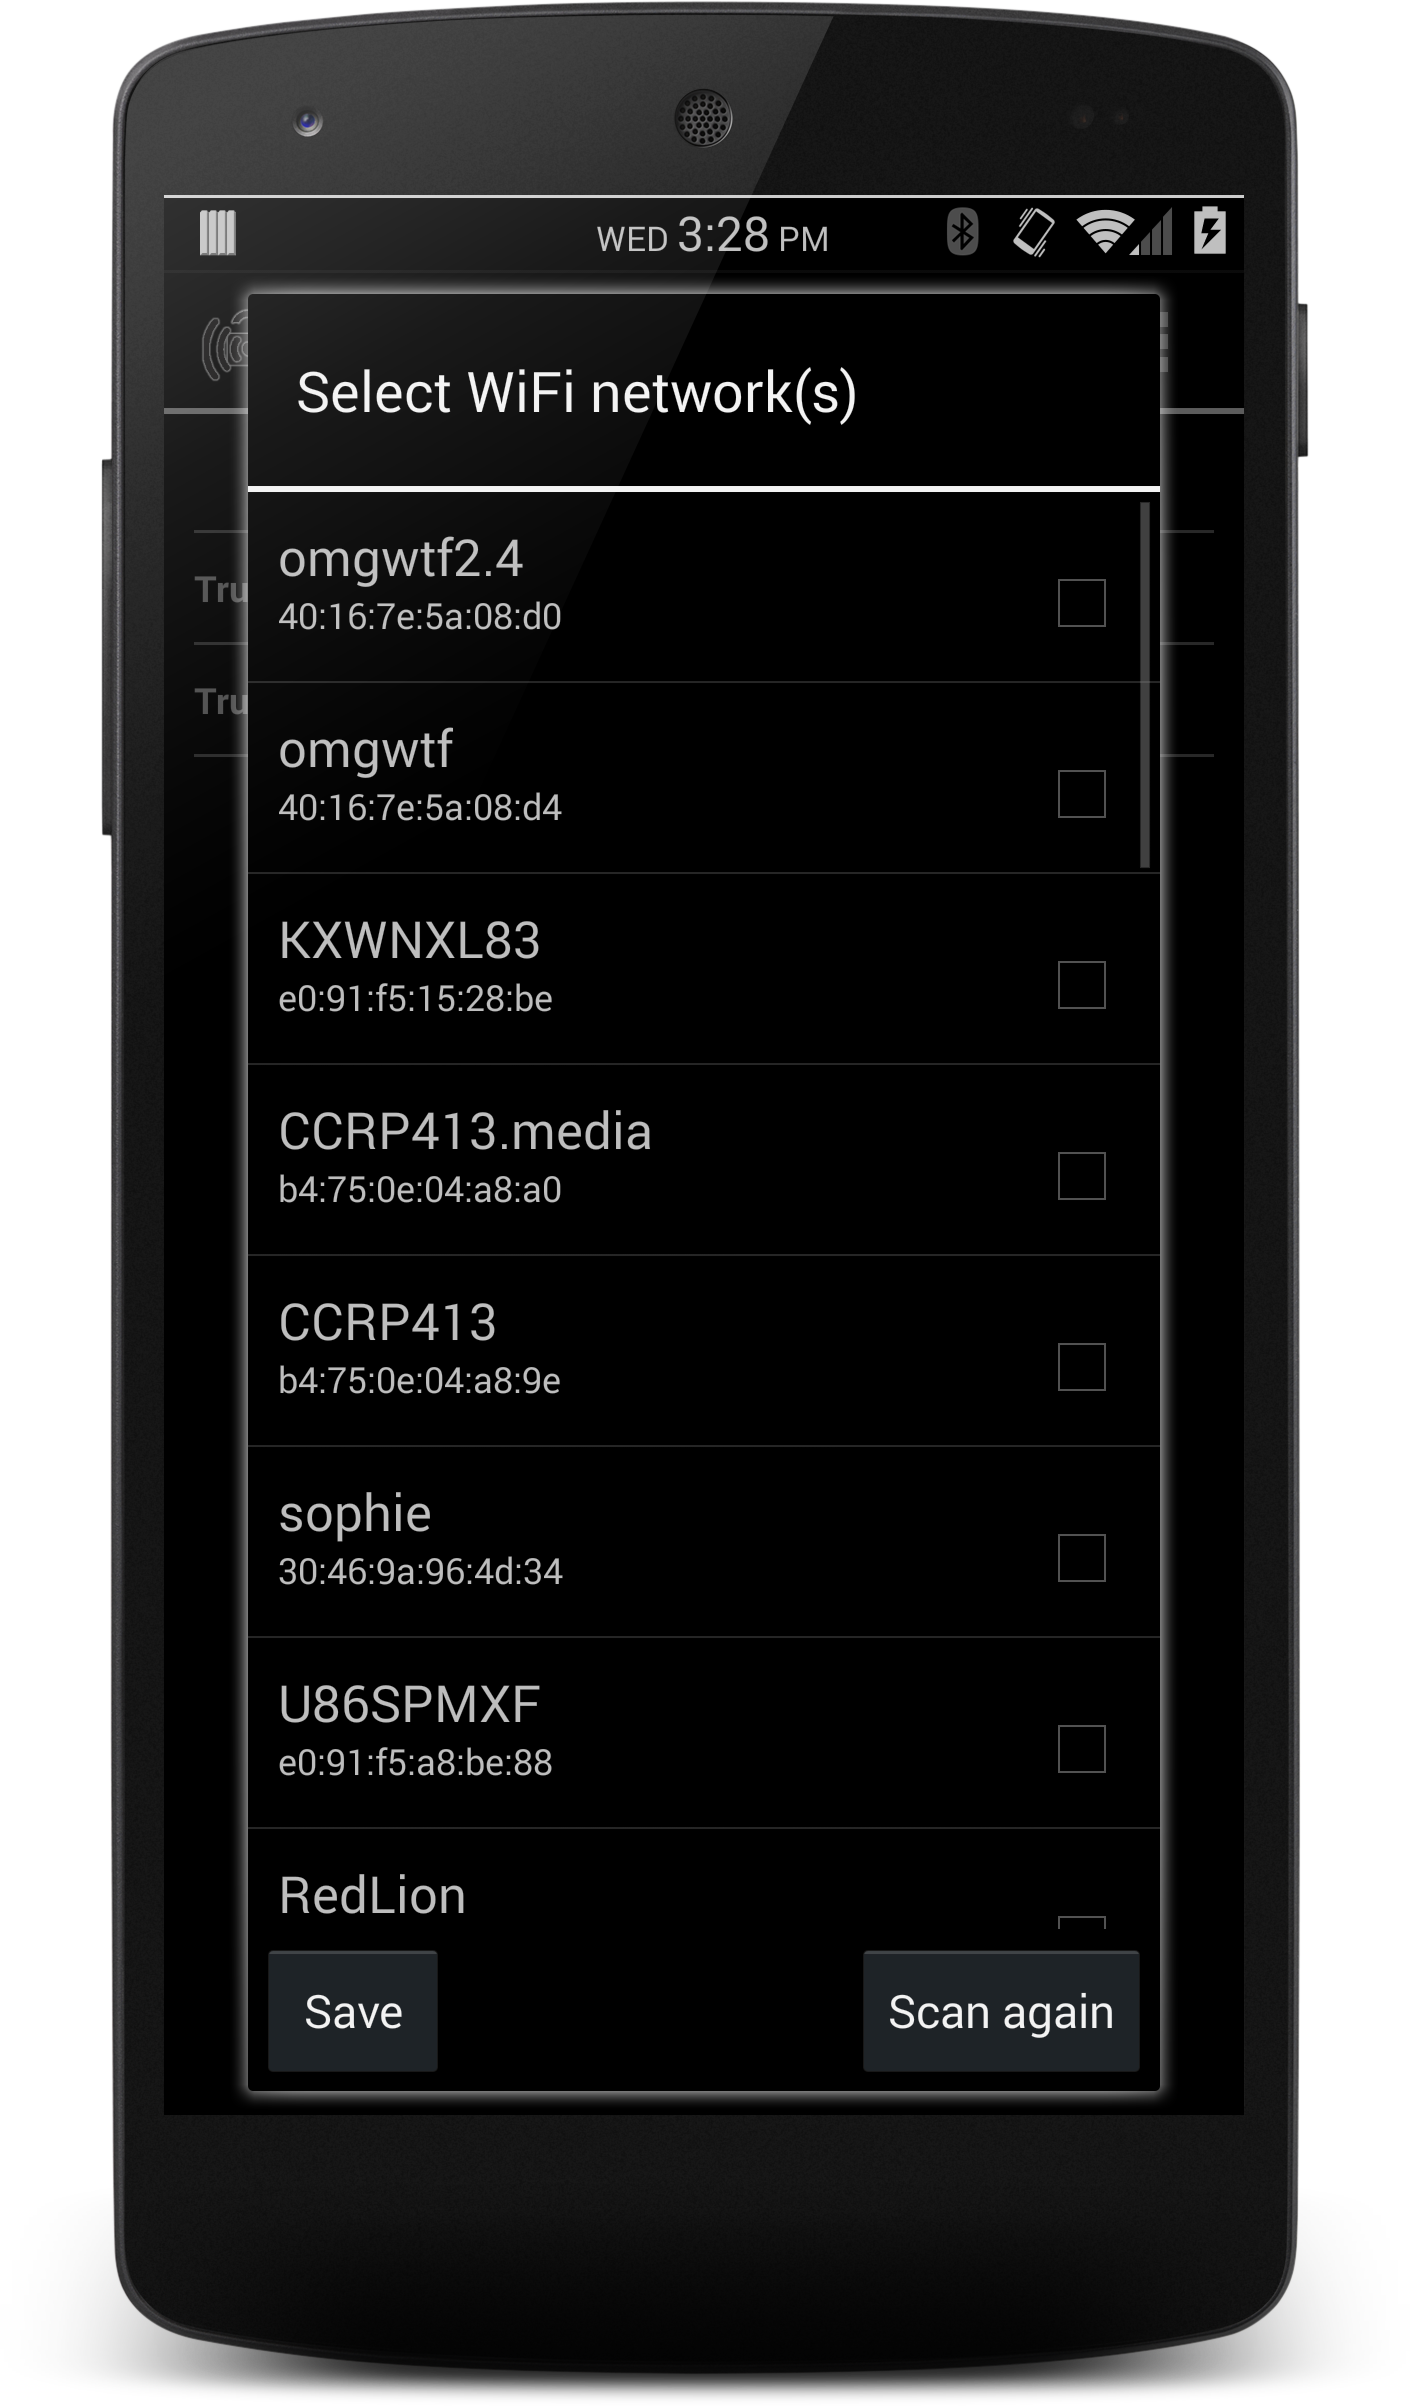 WED 3:28 PM
Select WiFi network(s)
omgwtf2.4
40:16:7e:5a:08:d0
Tru
omgwtf
Tru
40:16:7e:5a:08:d4
KXWNXL83
e0:91:f5:15:28:be
CCRP413.media
b4:75:0e:04:a8:a0
CCRP413
b4:75:0e:04:a8:9e
sophie
30:46:9a:96:4d:34
U86SPMXF
e0:91:f5:a8:be:88
RedLion
Save
Scan again